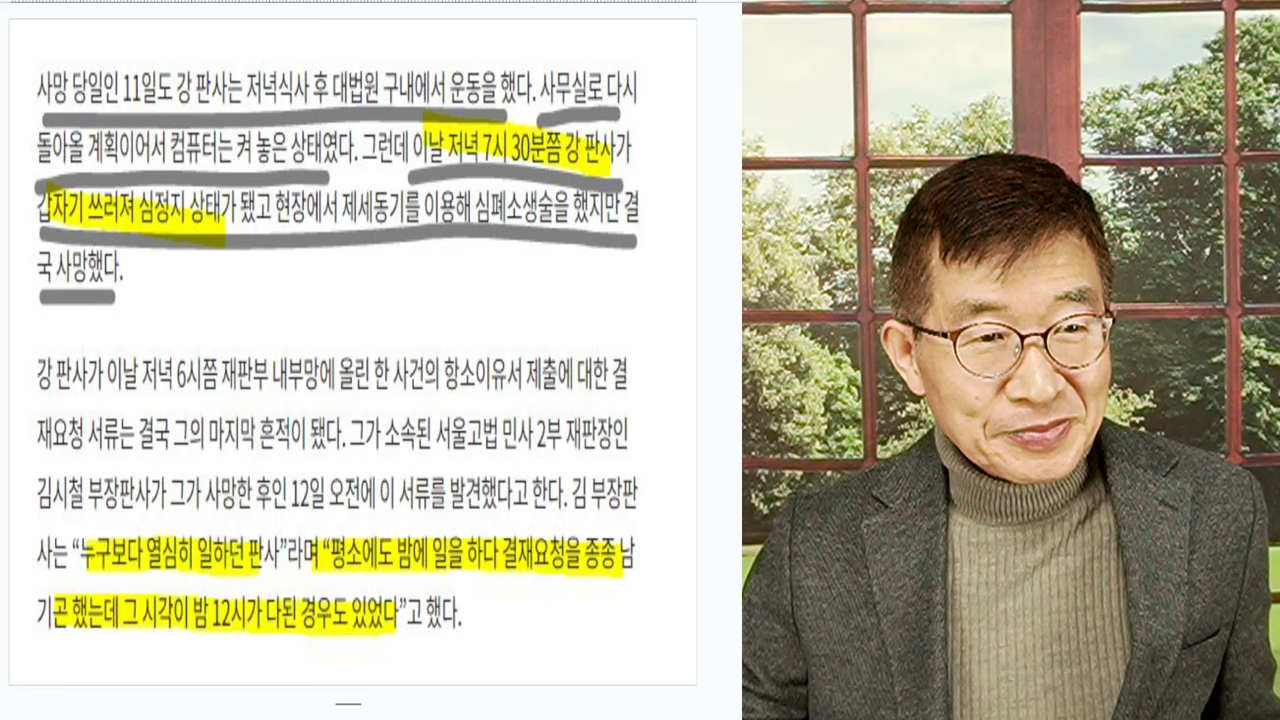 사망 당일인 11일도 강 판사는 저녁식사 후 대법원 구내에서 운동을 했다. 사무실로 다시
돌아올 계획이어서 컴퓨터는 켜 놓은 상태였다. 그런데 이날 저녁 7시 30분쯤 강 판사가
갑자기 쓰러져 심정지 상태가 됐고 현장에서 제세동기를 이용해 심폐소생술을 했지만 결
국 사망했다.
강 판사가 이날 저녁 6시쯤 재판부 내부망에 올린 한 사건의 항소이유서 제출에 대한 결
재요청 서류는 결국 그의 마지막 흔적이 됐다. 그가 소속된 서울고법 민사 2부 재판장인
김시철 부장판사가 그가 사망한 후인 12일 오전에 이 서류를 발견했다고 한다. 김 부장판
사는 “누구보다 열심히 일하던 판사”라며 “평소에도 밤에 일을 하다 결재요청을 종종 남
기곤 했는데 그 시각이 밤 12시가 다된 경우도 있었다”고 했다.